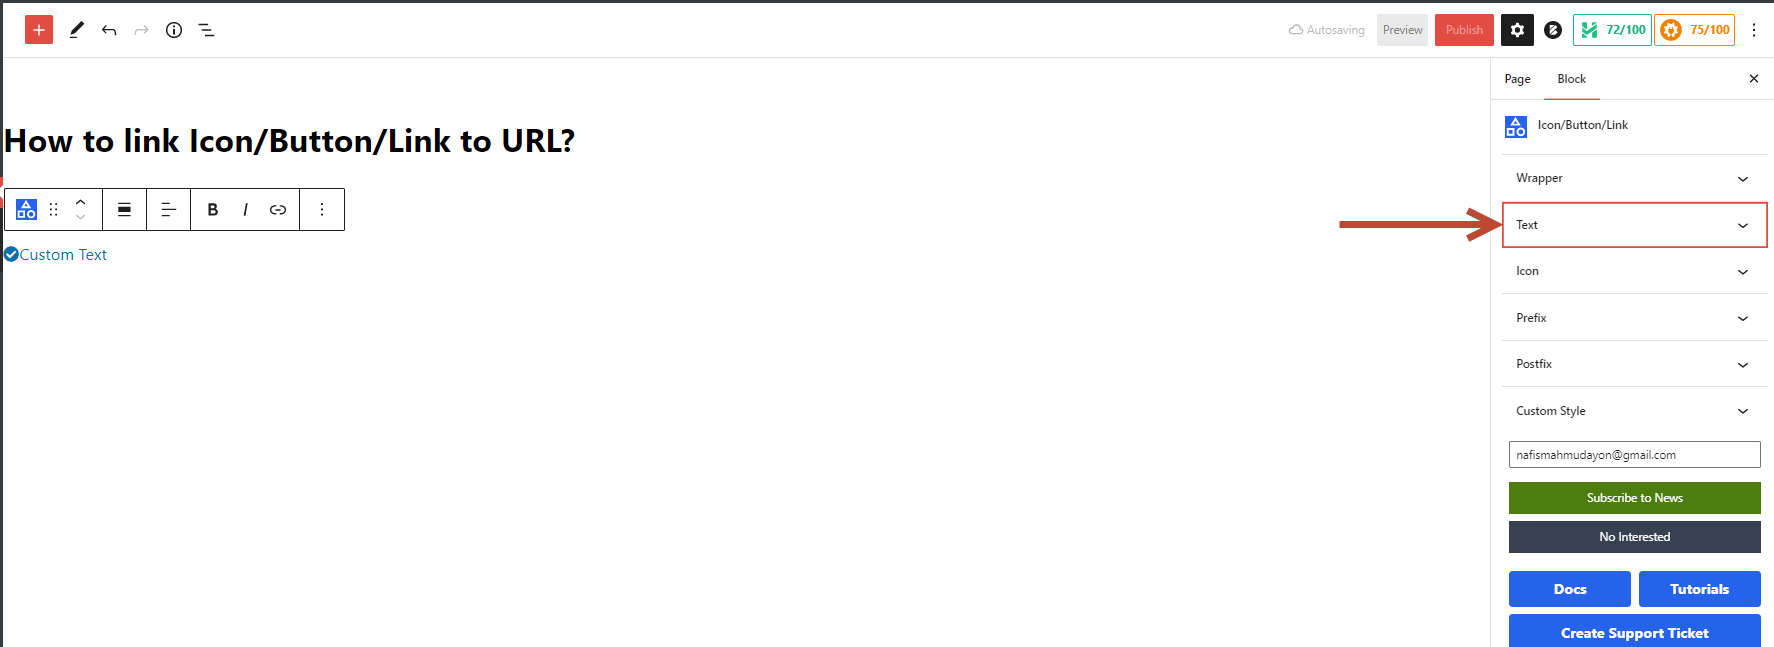 Autosaving Preview Publish 72/100 75/100
Page Block
Icon/Button/Link
How to link Icon/Button/Link to URL?
Wrapper
B I
Text
Custom Text
Icon
Prefix
Postfix
Custom Style
nafismahmudayon@gmail.com
Subscribe to News
No Interested
Docs Tutorials
Create Support Ticket